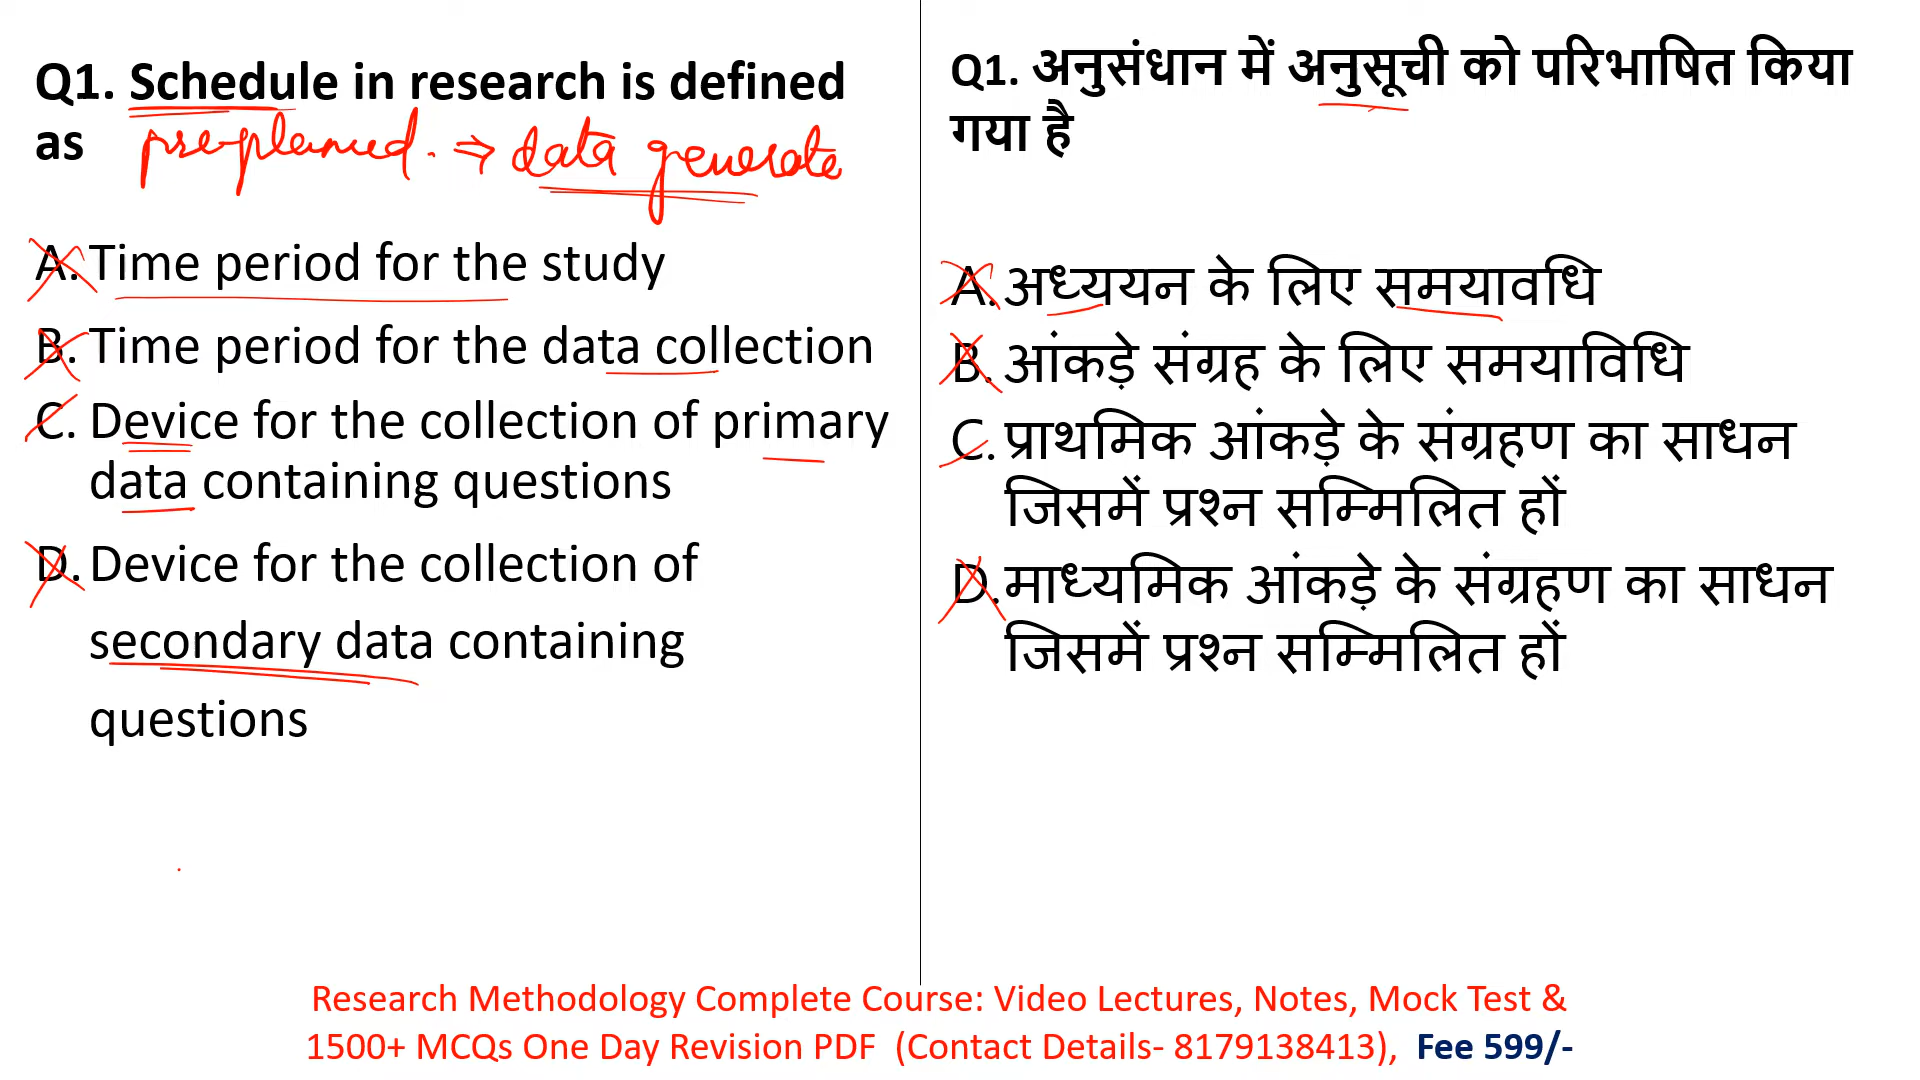 Q1. Schedule in research is defined
as pre-planned. ⇒ data generate
A. Time period for the study
B. Time period for the data collection
C. Device for the collection of primary
data containing questions
D. Device for the collection of
secondary data containing
questions
Q1. अनुसंधान में अनुसूची को परिभाषित किया
गया है
A. अध्ययन के लिए समयावधि
B. आंकड़े संग्रह के लिए समयाविधि
C. प्राथमिक आंकड़े के संग्रहण का साधन
जिसमें प्रश्न सम्मिलित हों
D. माध्यमिक आंकड़े के संग्रहण का साधन
जिसमें प्रश्न सम्मिलित हों
Research Methodology Complete Course: Video Lectures, Notes, Mock Test &
1500+ MCQs One Day Revision PDF (Contact Details- 8179138413), Fee 599/-